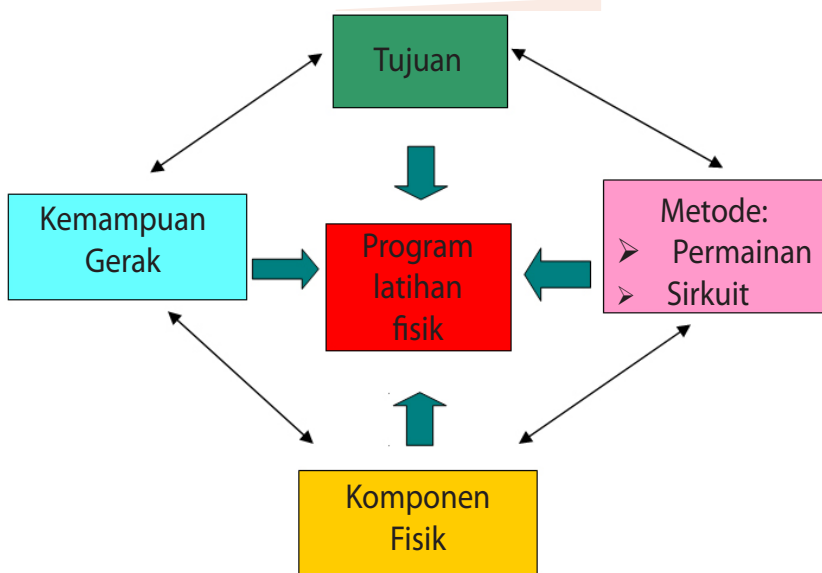 Tujuan
Kemampuan
Gerak
Program
latihan
fisik
Metode:
➢ Permainan
➢ Sirkuit
Komponen
Fisik